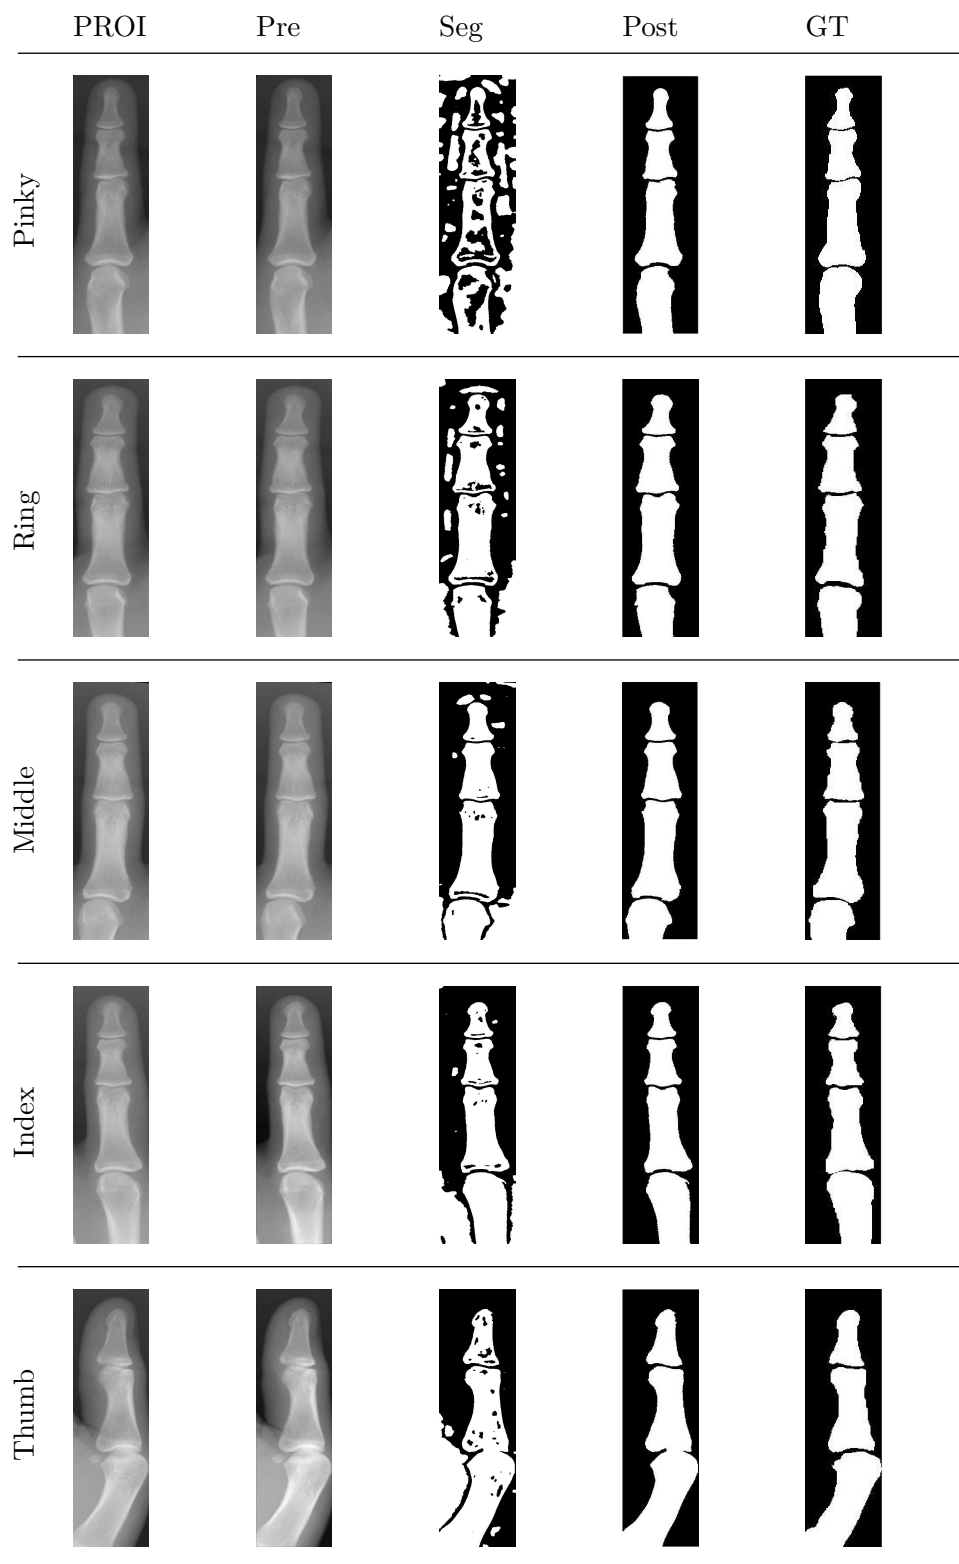 PROI Pre Seg Post GT
Pinky
Ring
Middle
Index
Thumb